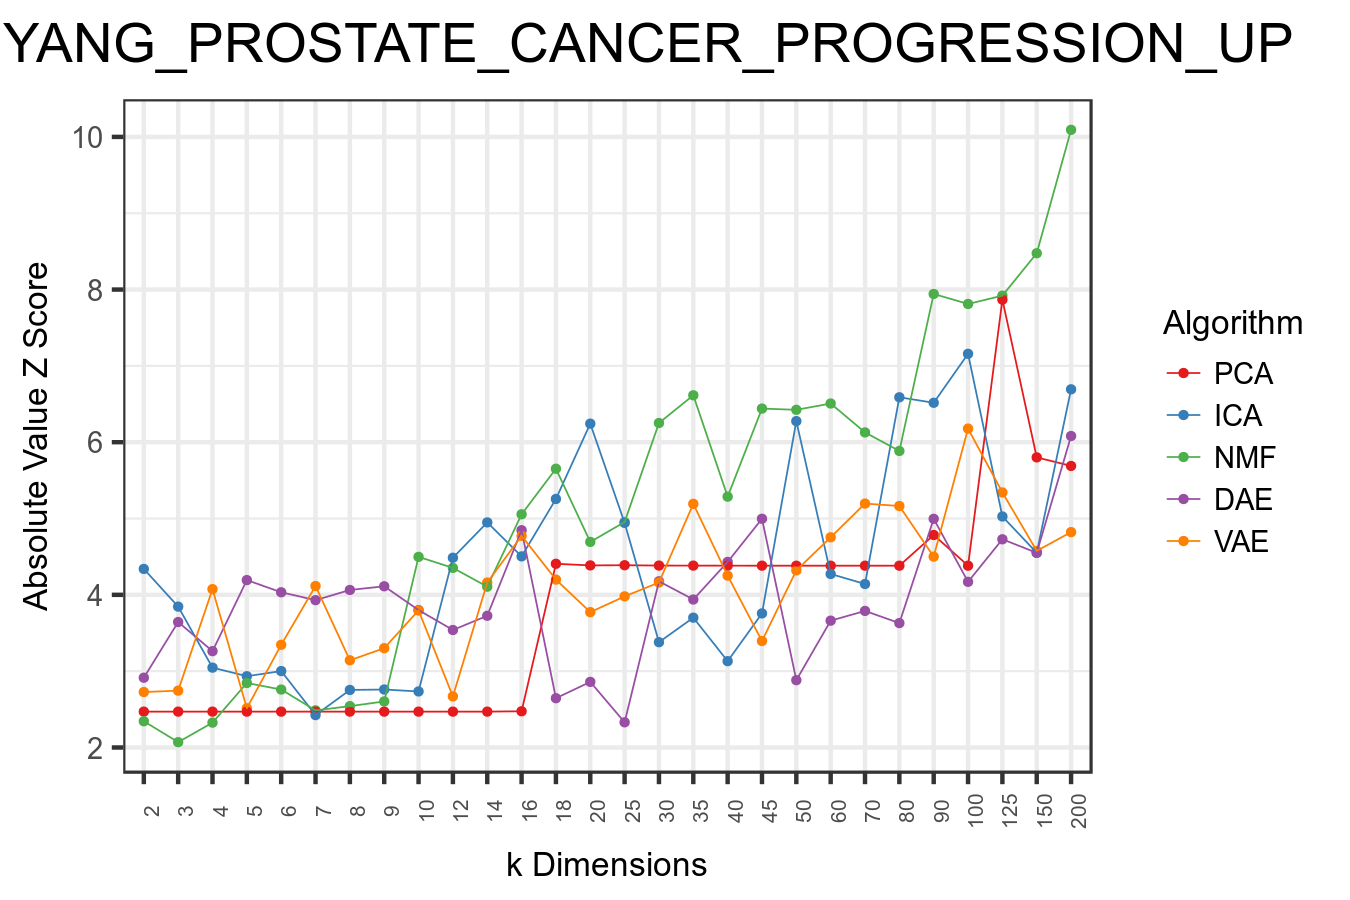 YANG_PROSTATE_CANCER_PROGRESSION_UP
Absolute Value Z Score
10
8
6
4
2
2 3 4 5 6 7 8 9 10 12 14 16 18 20 25 30 35 40 45 50 60 70 80 90 100 125 150 200
k Dimensions
Algorithm
PCA
ICA
NMF
DAE
VAE